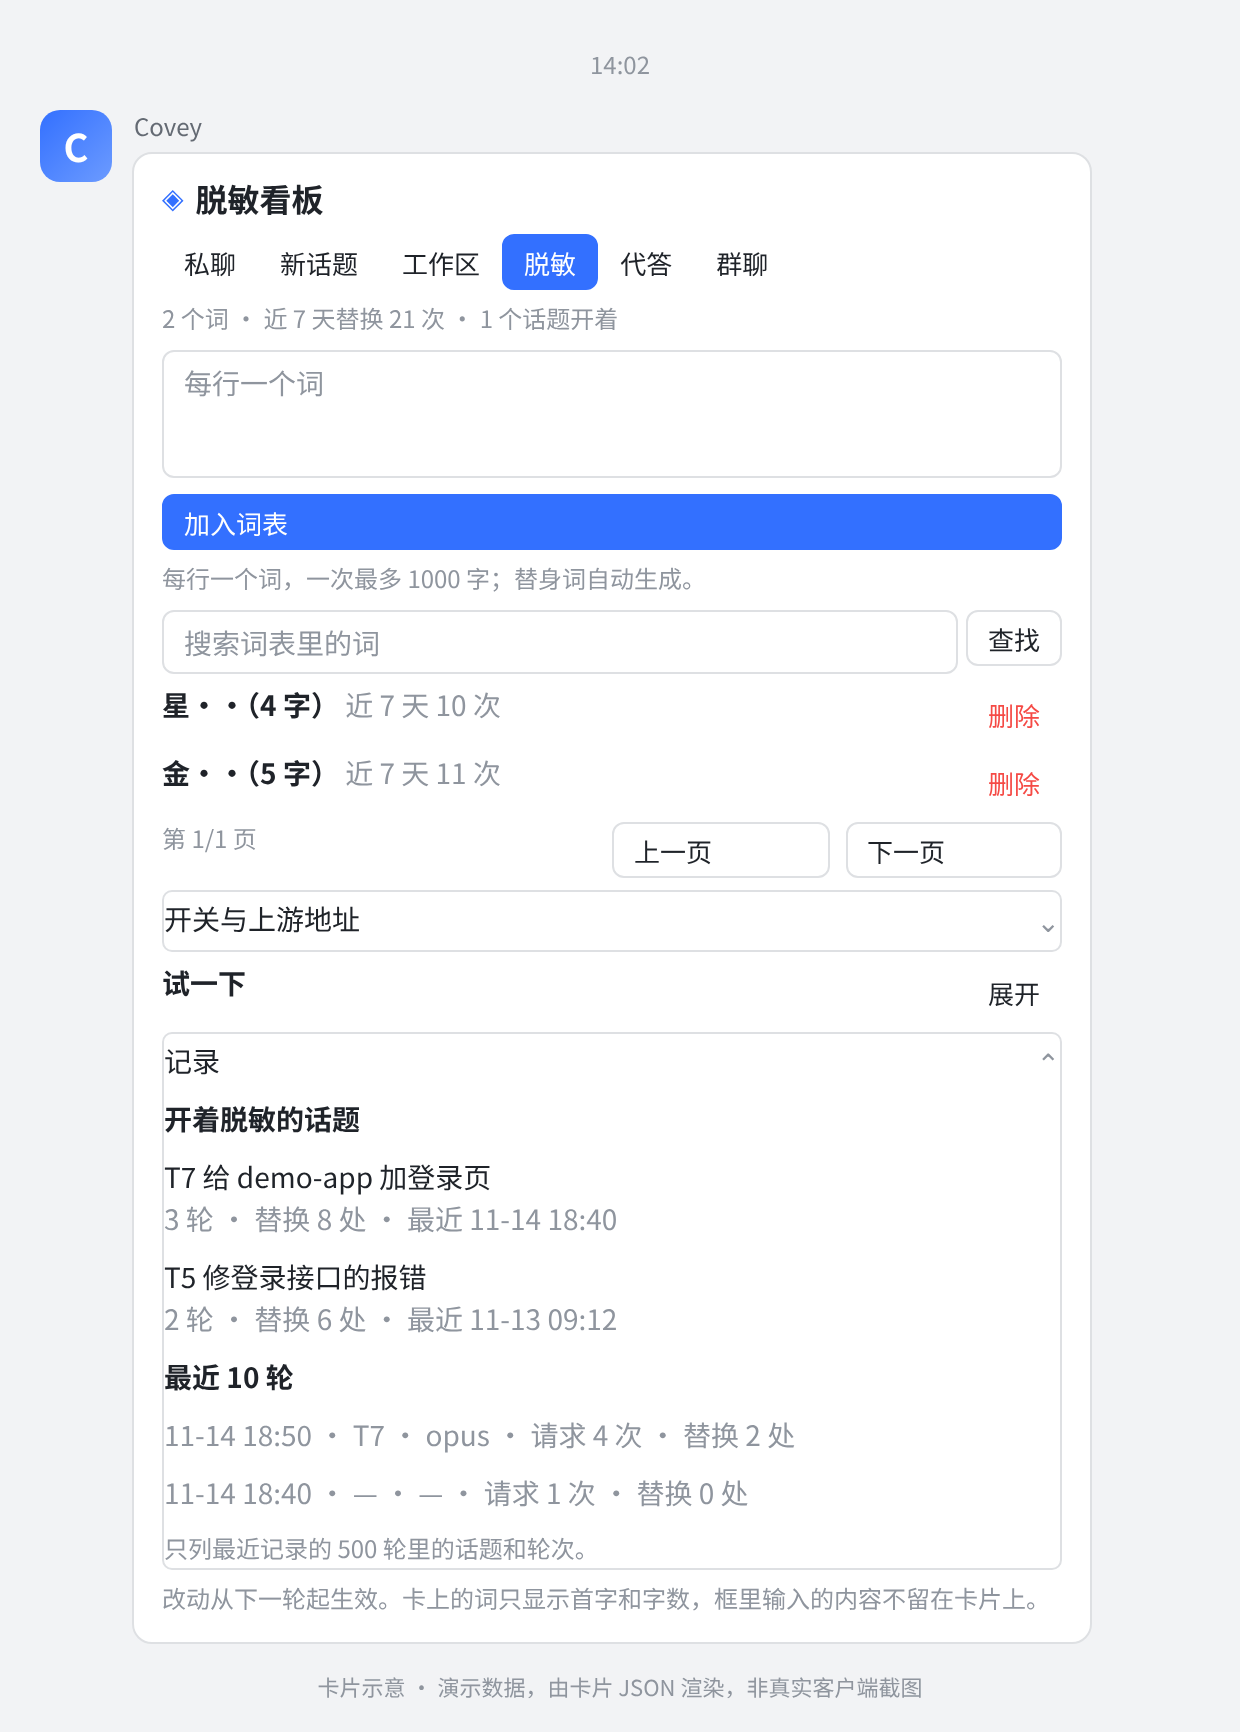 14:02
C
Covey
◈ 脱敏看板
私聊 新话题 工作区 脱敏 代答 群聊
2 个词 · 近 7 天替换 21 次 · 1 个话题开着
每行一个词
加入词表
每行一个词，一次最多 1000 字；替身词自动生成。
搜索词表里的词 查找
星··（4 字） 近 7 天 10 次 删除
金··（5 字） 近 7 天 11 次 删除
第 1/1 页 上一页 下一页
开关与上游地址
试一下 展开
记录
开着脱敏的话题
T7 给 demo-app 加登录页
3 轮 · 替换 8 处 · 最近 11-14 18:40
T5 修登录接口的报错
2 轮 · 替换 6 处 · 最近 11-13 09:12
最近 10 轮
11-14 18:50 · T7 · opus · 请求 4 次 · 替换 2 处
11-14 18:40 · — · — · 请求 1 次 · 替换 0 处
只列最近记录的 500 轮里的话题和轮次。
改动从下一轮起生效。卡上的词只显示首字和字数，框里输入的内容不留在卡片上。
卡片示意 · 演示数据，由卡片 JSON 渲染，非真实客户端截图